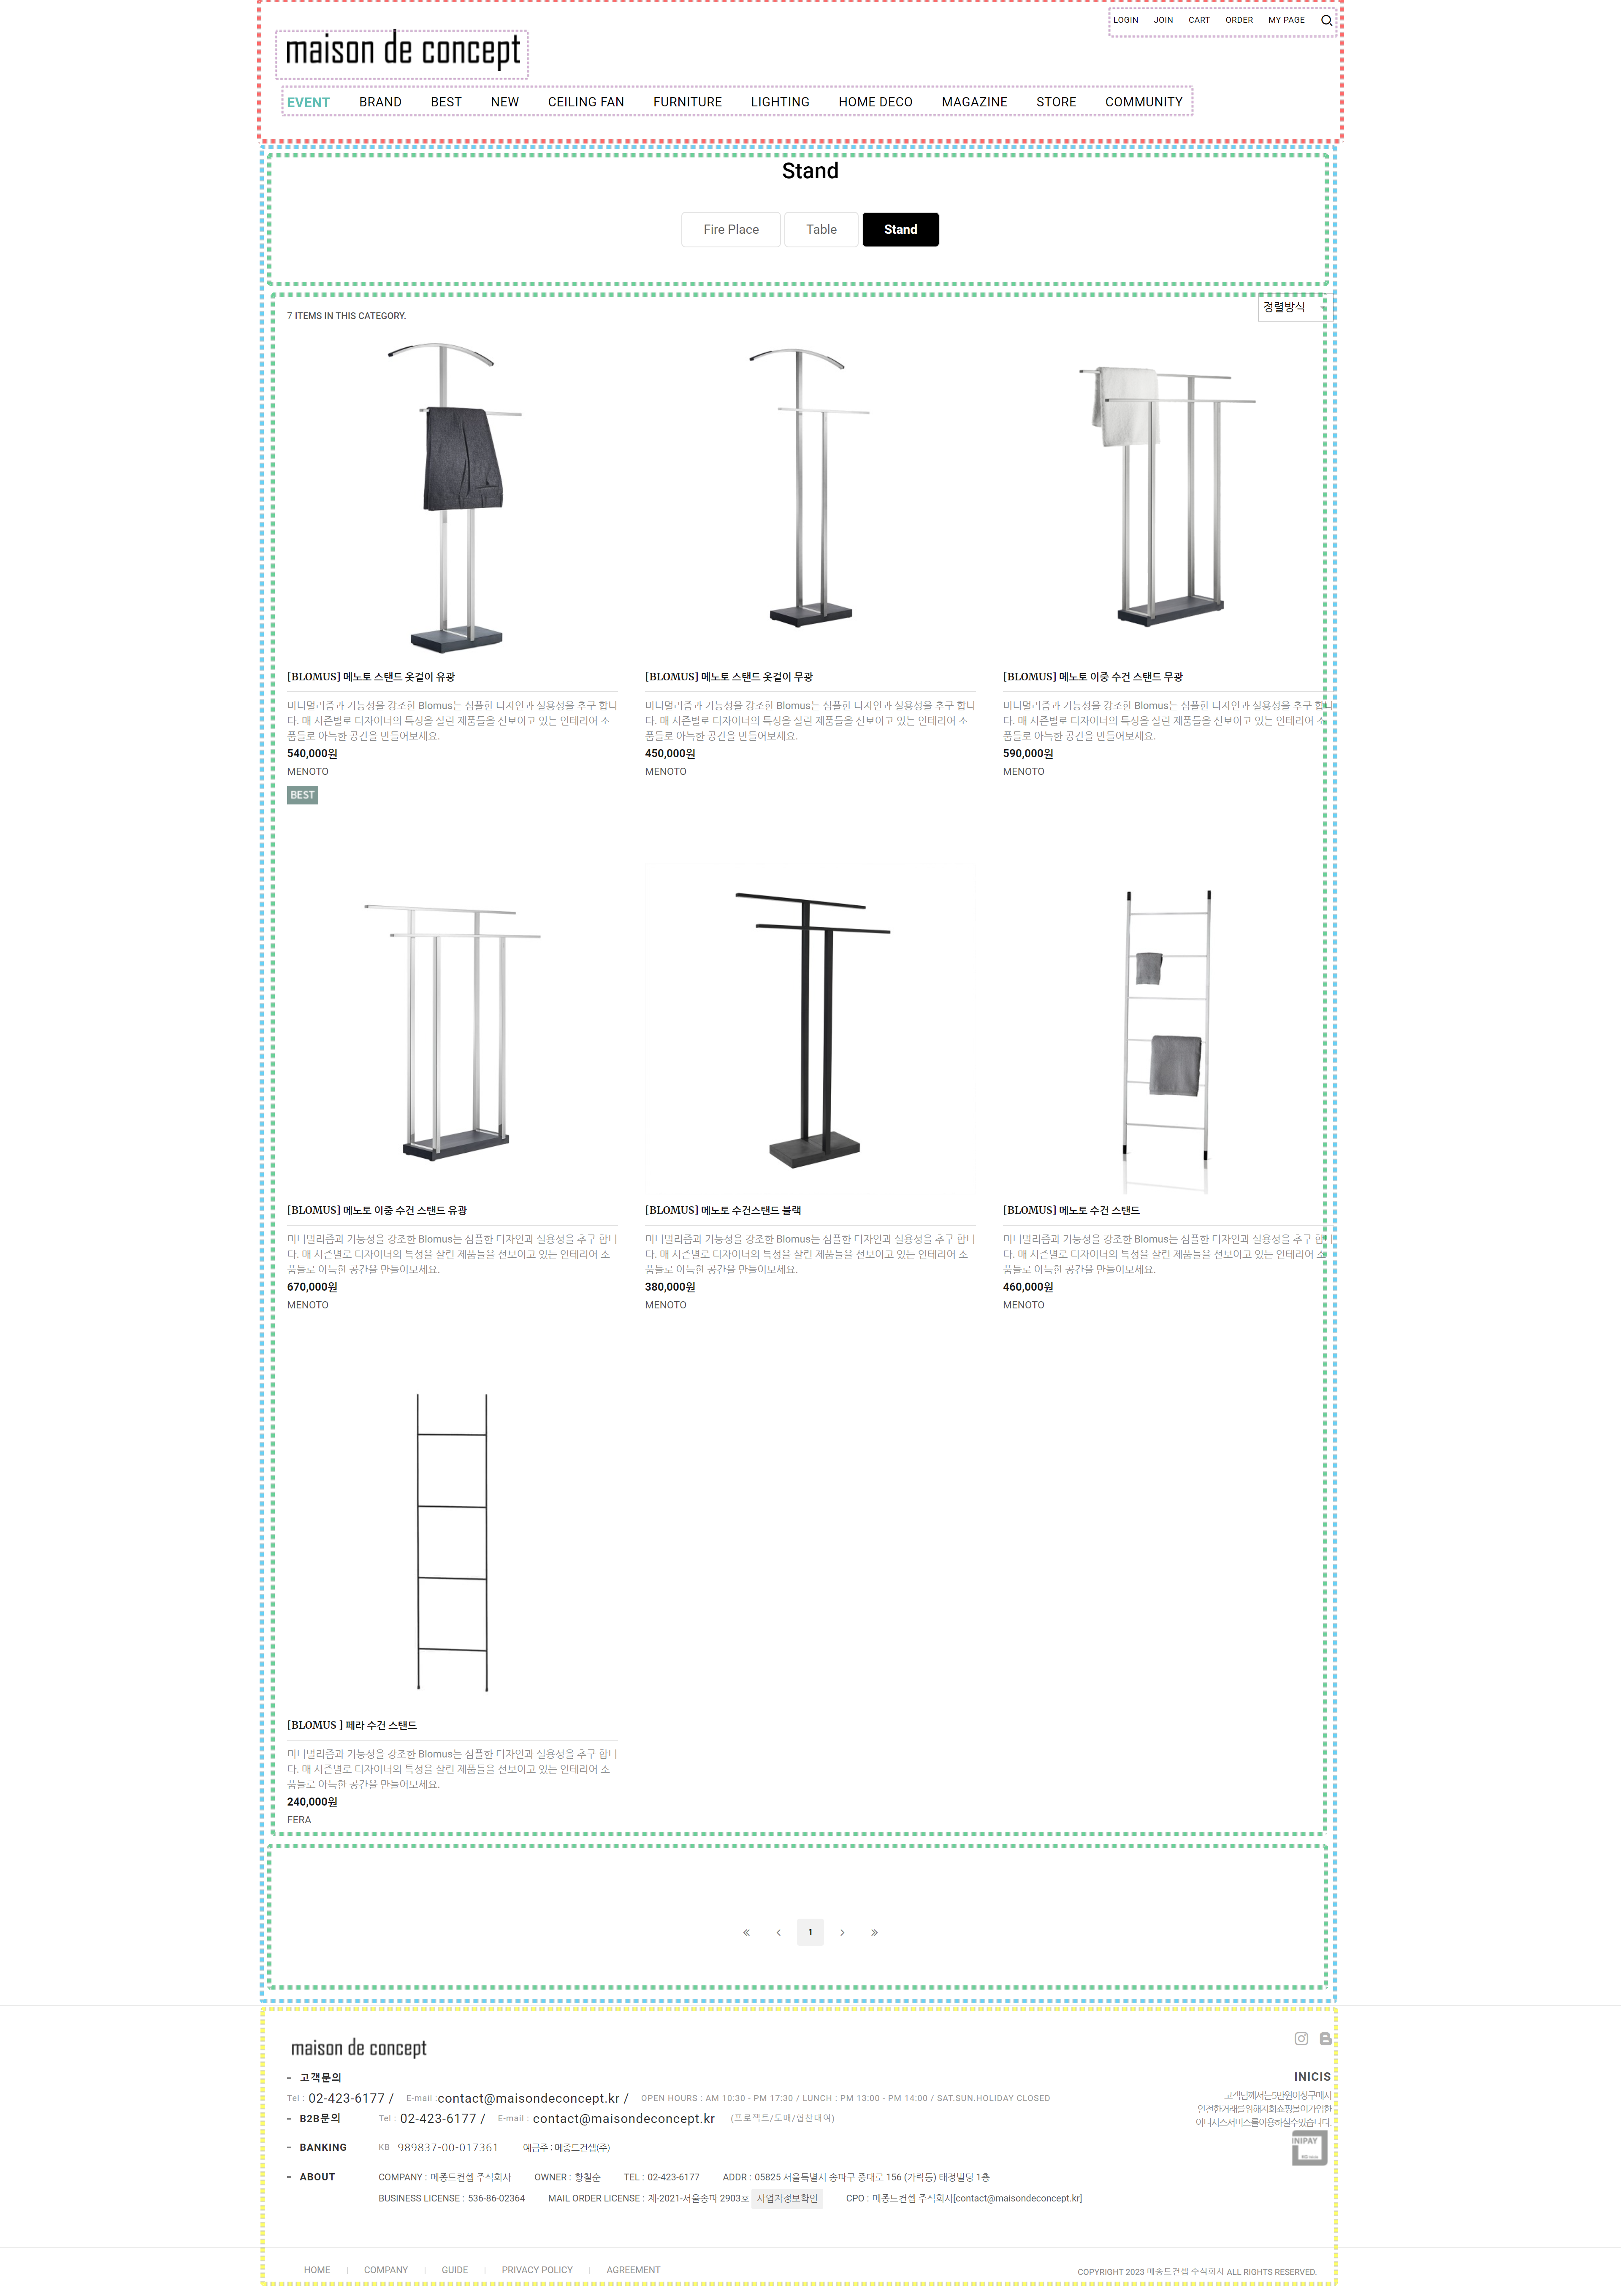 LOGIN JOIN CART ORDER MY PAGE
maison de concept
EVENT BRAND BEST NEW CEILING FAN FURNITURE LIGHTING HOME DECO MAGAZINE STORE COMMUNITY
Stand
Fire Place Table Stand
정렬방식
7 ITEMS IN THIS CATEGORY.
[BLOMUS] 메노토 스탠드 옷걸이 유광
미니멀리즘과 기능성을 강조한 Blomus는 심플한 디자인과 실용성을 추구 합니
다. 매 시즌별로 디자이너의 특성을 살린 제품들을 선보이고 있는 인테리어 소
품들로 아늑한 공간을 만들어보세요.
540,000원
MENOTO
BEST
[BLOMUS] 메노토 스탠드 옷걸이 무광
미니멀리즘과 기능성을 강조한 Blomus는 심플한 디자인과 실용성을 추구 합니
다. 매 시즌별로 디자이너의 특성을 살린 제품들을 선보이고 있는 인테리어 소
품들로 아늑한 공간을 만들어보세요.
450,000원
MENOTO
[BLOMUS] 메노토 이중 수건 스탠드 무광
미니멀리즘과 기능성을 강조한 Blomus는 심플한 디자인과 실용성을 추구 합니
다. 매 시즌별로 디자이너의 특성을 살린 제품들을 선보이고 있는 인테리어 소
품들로 아늑한 공간을 만들어보세요.
590,000원
MENOTO
[BLOMUS] 메노토 이중 수건 스탠드 유광
미니멀리즘과 기능성을 강조한 Blomus는 심플한 디자인과 실용성을 추구 합니
다. 매 시즌별로 디자이너의 특성을 살린 제품들을 선보이고 있는 인테리어 소
품들로 아늑한 공간을 만들어보세요.
670,000원
MENOTO
[BLOMUS] 메노토 수건스탠드 블랙
미니멀리즘과 기능성을 강조한 Blomus는 심플한 디자인과 실용성을 추구 합니
다. 매 시즌별로 디자이너의 특성을 살린 제품들을 선보이고 있는 인테리어 소
품들로 아늑한 공간을 만들어보세요.
380,000원
MENOTO
[BLOMUS] 메노토 수건 스탠드
미니멀리즘과 기능성을 강조한 Blomus는 심플한 디자인과 실용성을 추구 합니
다. 매 시즌별로 디자이너의 특성을 살린 제품들을 선보이고 있는 인테리어 소
품들로 아늑한 공간을 만들어보세요.
460,000원
MENOTO
[BLOMUS ] 페라 수건 스탠드
미니멀리즘과 기능성을 강조한 Blomus는 심플한 디자인과 실용성을 추구 합니
다. 매 시즌별로 디자이너의 특성을 살린 제품들을 선보이고 있는 인테리어 소
품들로 아늑한 공간을 만들어보세요.
240,000원
FERA
1
maison de concept
- 고객문의
Tel : 02-423-6177 / E-mail :contact@maisondeconcept.kr / OPEN HOURS : AM 10:30 - PM 17:30 / LUNCH : PM 13:00 - PM 14:00 / SAT.SUN.HOLIDAY CLOSED
- B2B문의 Tel : 02-423-6177 / E-mail : contact@maisondeconcept.kr (프로젝트/도매/협찬대여)
- BANKING KB 989837-00-017361 예금주 : 메종드컨셉(주)
- ABOUT COMPANY : 메종드컨셉 주식회사 OWNER : 황철순 TEL : 02-423-6177 ADDR : 05825 서울특별시 송파구 중대로 156 (가락동) 태정빌딩 1층
BUSINESS LICENSE : 536-86-02364 MAIL ORDER LICENSE : 제-2021-서울송파 2903호 사업자정보확인 CPO : 메종드컨셉 주식회사[contact@maisondeconcept.kr]
INICIS
고객님께서는5만원이상구매시
안전한거래를위해저희쇼핑몰이가입한
이니시스서비스를이용하실수있습니다.
INIPAY
HOME COMPANY GUIDE PRIVACY POLICY AGREEMENT
COPYRIGHT 2023 메종드컨셉 주식회사 ALL RIGPTS RESERVED.